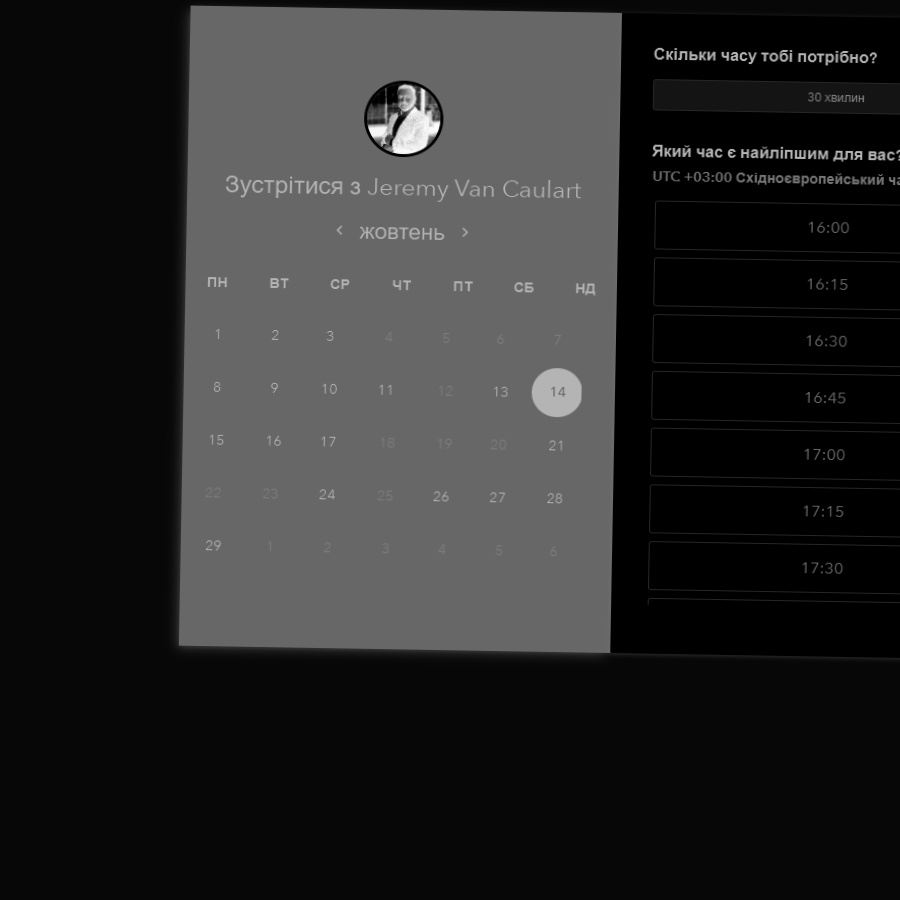 Зустрітися з Jeremy Van Caulart
‹ жовтень ›
ПН ВТ СР ЧТ ПТ СБ НД
1 2 3 4 5 6 7
8 9 10 11 12 13 14
15 16 17 18 19 20 21
22 23 24 25 26 27 28
29 1 2 3 4 5 6
Скільки часу тобі потрібно?
30 хвилин
Який час є найліпшим для вас?
UTC +03:00 Східноєвропейський ча
16:00
16:15
16:30
16:45
17:00
17:15
17:30